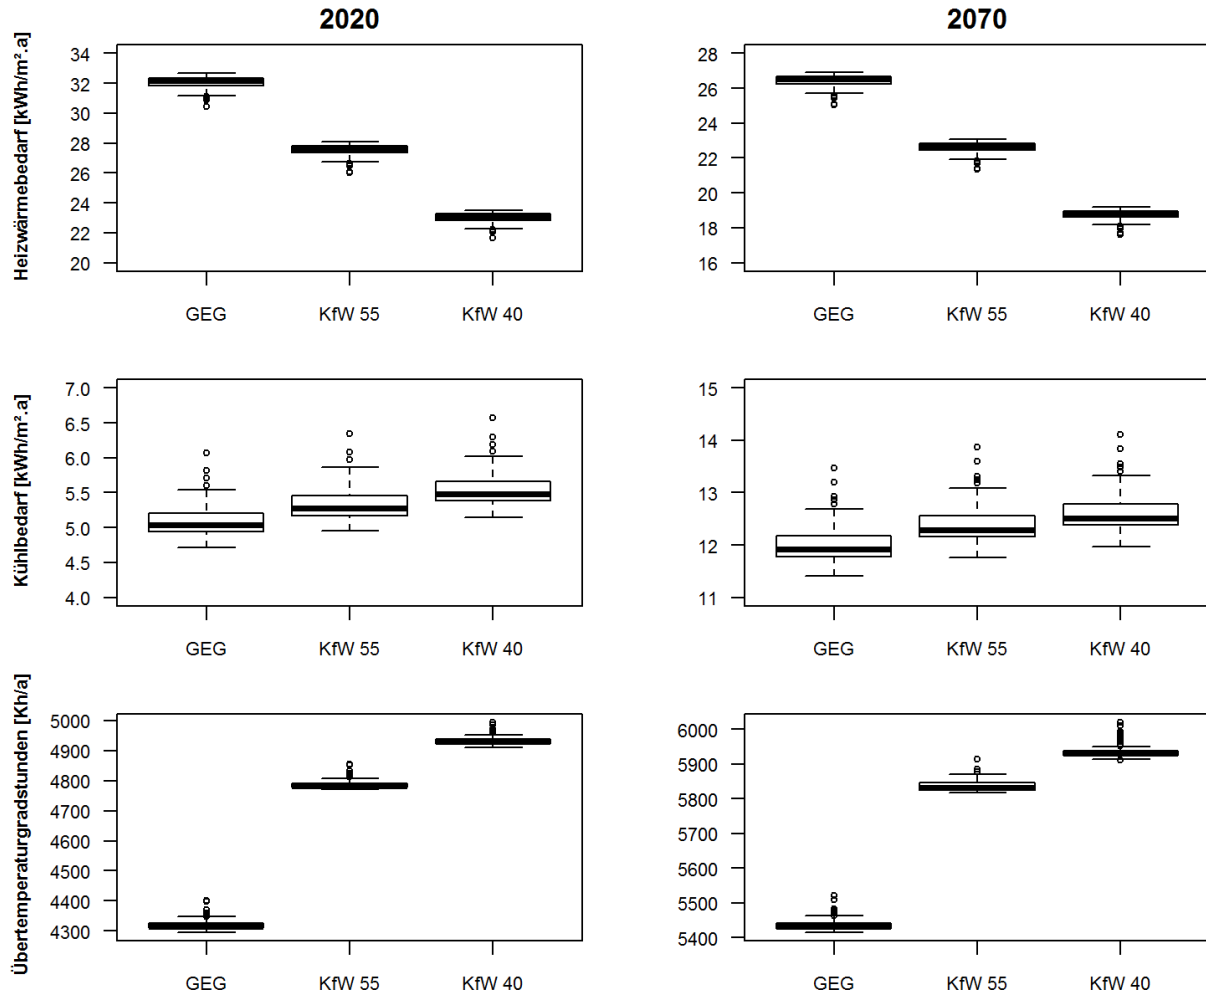 2020
2070
Heizwärmebedarf [kWh/m².a]
34
32
30
28
26
24
22
20
GEG
KfW 55
KfW 40
28
26
24
22
20
18
16
GEG
KfW 55
KfW 40
Kühlbedarf [kWh/m².a]
7.0
6.5
6.0
5.5
5.0
4.5
4.0
GEG
KfW 55
KfW 40
15
14
13
12
11
GEG
KfW 55
KfW 40
Übertemperaturgradstunden [Kh/a]
5000
4900
4800
4700
4600
4500
4400
4300
GEG
KfW 55
KfW 40
6000
5900
5800
5700
5600
5500
5400
GEG
KfW 55
KfW 40